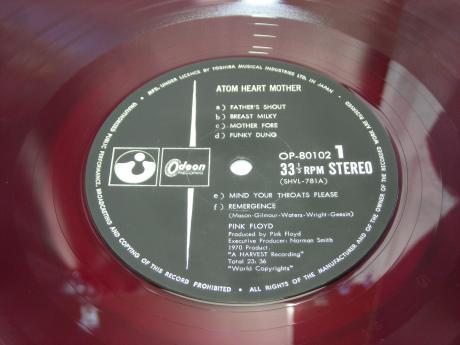 MFG. UNDER LICENCE BY TOSHIBA MUSICAL INDUSTRIES LTD. IN JAPAN
ATOM HEART MOTHER
a) FATHER'S SHOUT
b) BREAST MILKY
c) MOTHER FORE
d) FUNKY DUNG
Odeon
OP-80102 1
33 1/3 RPM STEREO
(SHVL-781A)
e) MIND YOUR THROATS PLEASE
f) REMERGENCE
(Mason-Gilmour-Waters-Wright-Geesin)
PINK FLOYD
Produced by Pink Floyd
Executive Producer: Norman Smith
1970 Product.
"A HARVEST Recording"
Total 23:36
"World Copyrights"
UNAUTHORIZED PUBLIC PERFORMANCE, BROADCASTING AND COPYING OF THIS RECORD PROHIBITED • ALL RIGHTS OF THE MANUFACTURER AND OF THE OWNER OF THE RECORDED WORK ARE RESERVED